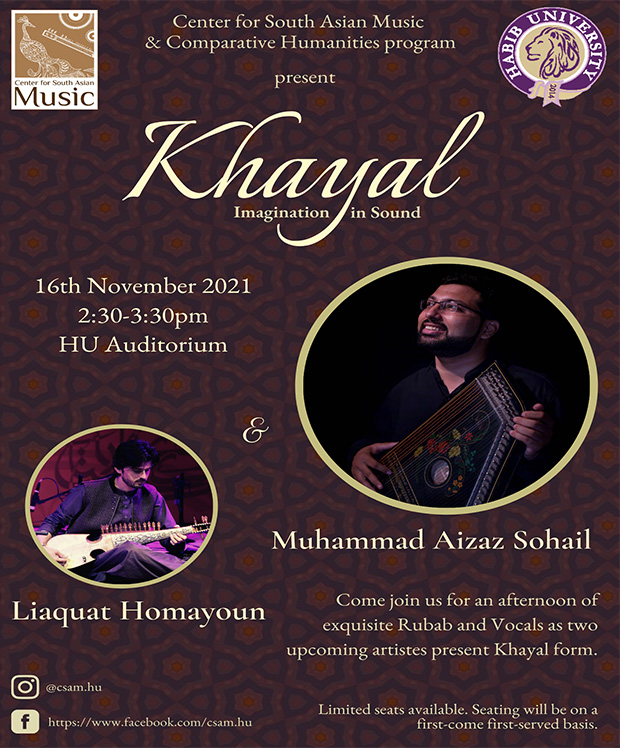 Center for South Asian Music
& Comparative Humanities program
present
Center for South Asian
Music
HABIB UNIVERSITY
2014
Khayal
Imagination in Sound
16th November 2021
2:30-3:30pm
HU Auditorium
&
Muhammad Aizaz Sohail
Liaquat Homayoun
Come join us for an afternoon of
exquisite Rubab and Vocals as two
upcoming artistes present Khayal form.
@csam.hu
https://www.facebook.com/csam.hu
Limited seats available. Seating will be on a
first-come first-served basis.